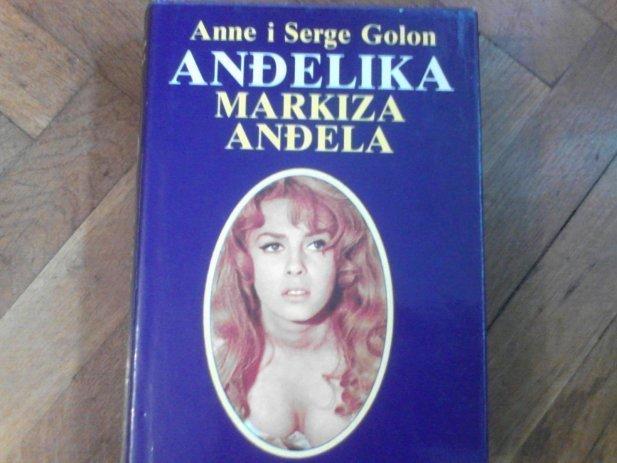 Anne i Serge Golon
ANĐELIKA
MARKIZA
ANĐELA